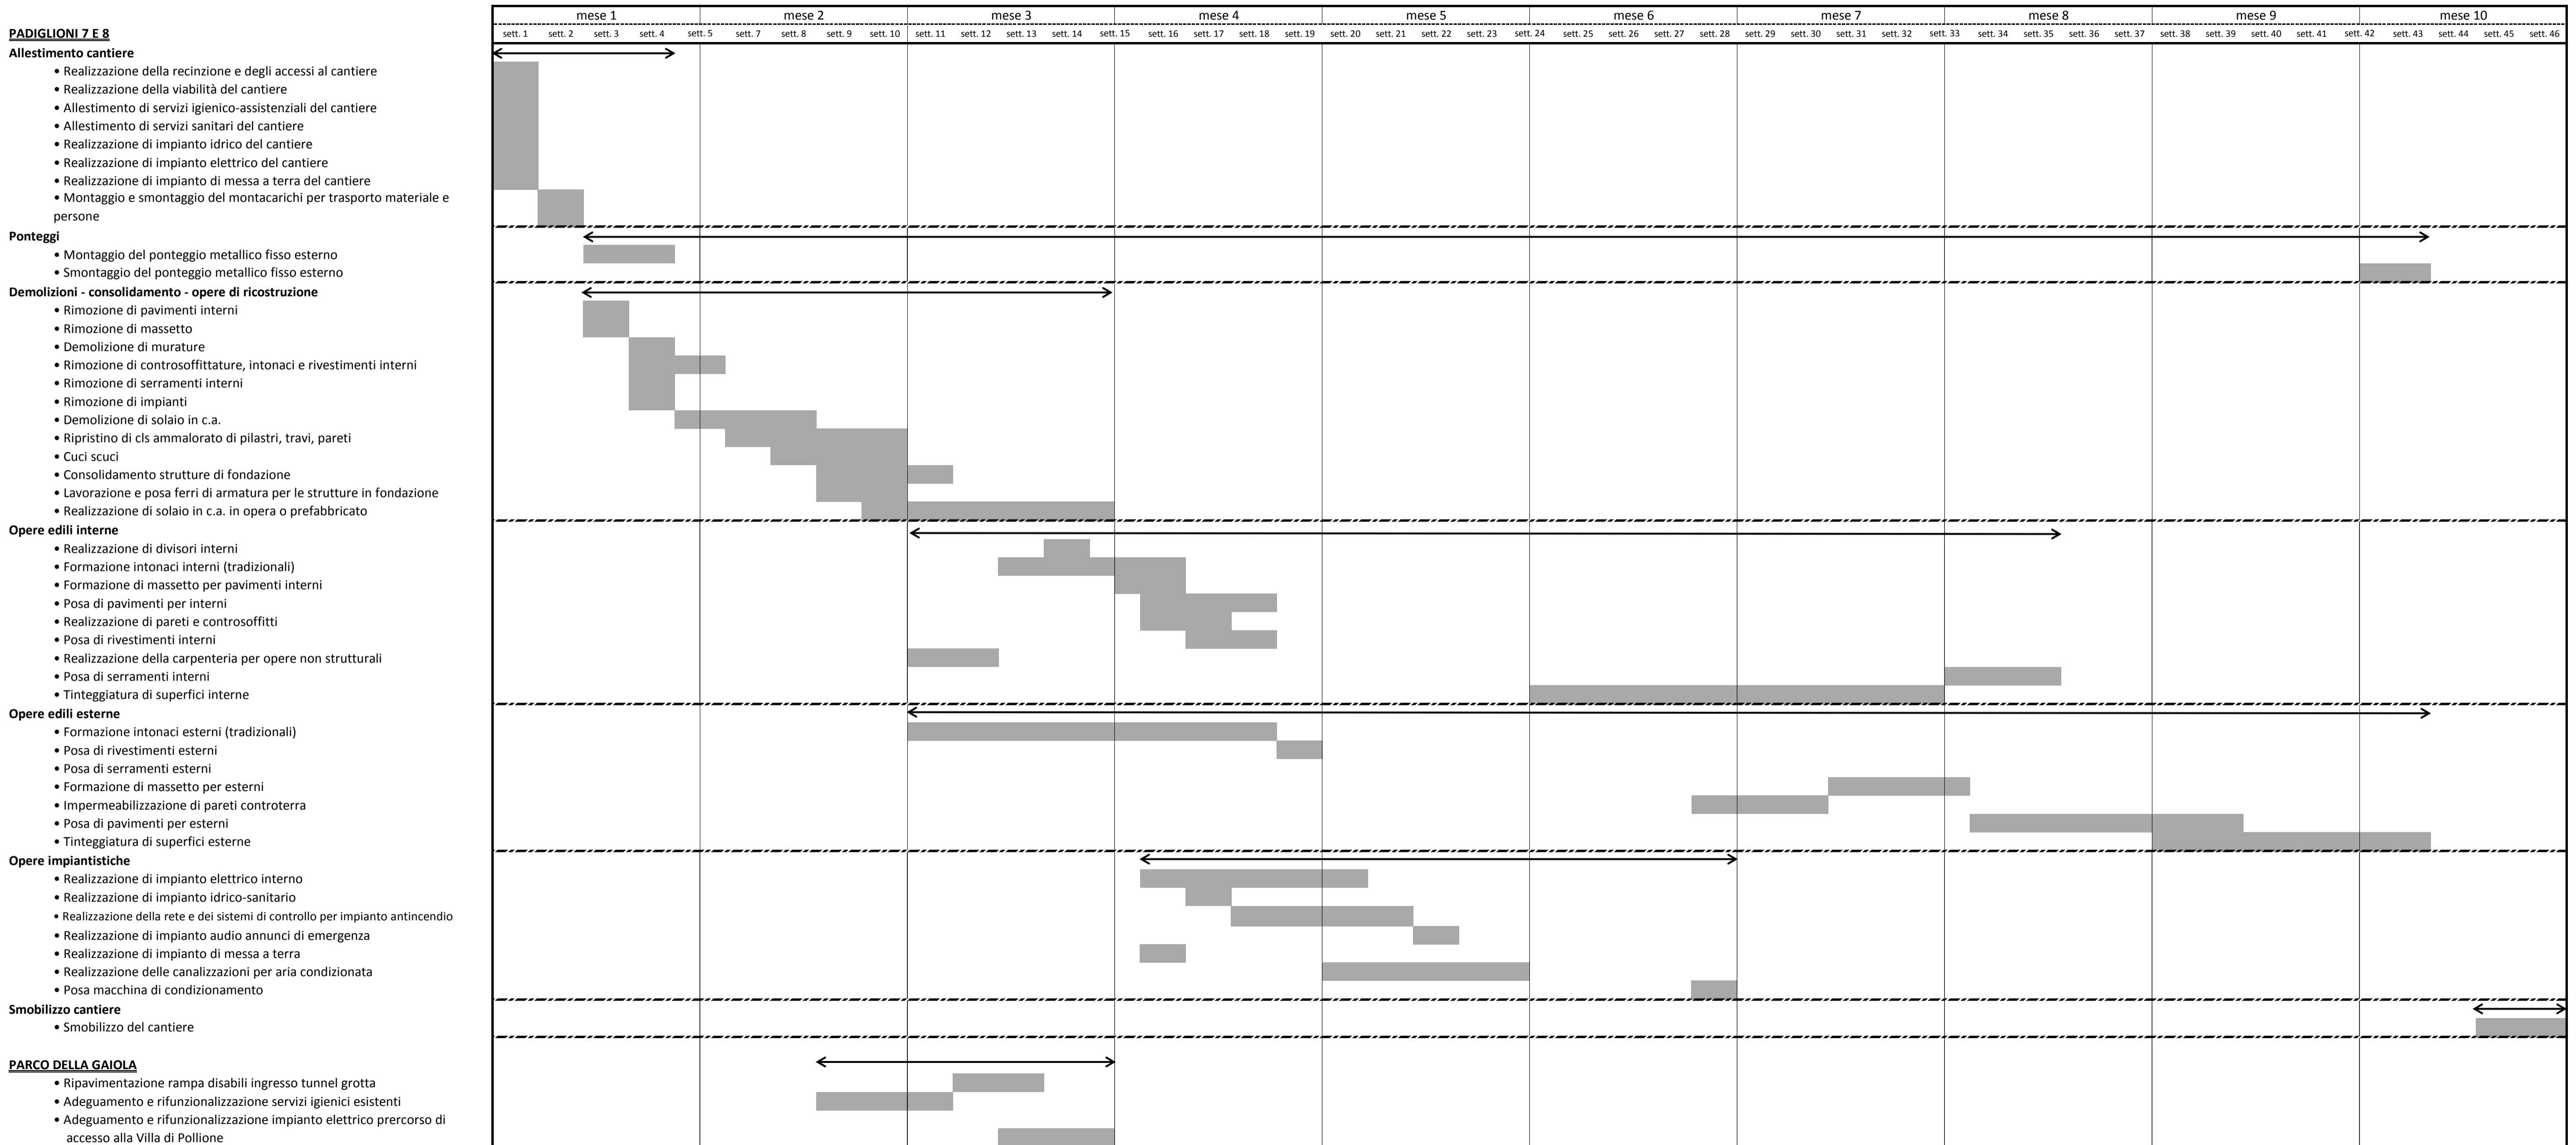 mese 1 mese 2 mese 3 mese 4 mese 5 mese 6 mese 7 mese 8 mese 9 mese 10
PADIGLIONI 7 E 8 sett. 1 sett. 2 sett. 3 sett. 4 sett. 5 sett. 7 sett. 8 sett. 9 sett. 10 sett. 11 sett. 12 sett. 13 sett. 14 sett. 15 sett. 16 sett. 17 sett. 18 sett. 19 sett. 20 sett. 21 sett. 22 sett. 23 sett. 24 sett. 25 sett. 26 sett. 27 sett. 28 sett. 29 sett. 30 sett. 31 sett. 32 sett. 33 sett. 34 sett. 35 sett. 36 sett. 37 sett. 38 sett. 39 sett. 40 sett. 41 sett. 42 sett. 43 sett. 44 sett. 45 sett. 46
Allestimento cantiere
• Realizzazione della recinzione e degli accessi al cantiere
• Realizzazione della viabilità del cantiere
• Allestimento di servizi igienico-assistenziali del cantiere
• Allestimento di servizi sanitari del cantiere
• Realizzazione di impianto idrico del cantiere
• Realizzazione di impianto elettrico del cantiere
• Realizzazione di impianto di messa a terra del cantiere
• Montaggio e smontaggio del montacarichi per trasporto materiale e
persone
Ponteggi
• Montaggio del ponteggio metallico fisso esterno
• Smontaggio del ponteggio metallico fisso esterno
Demolizioni - consolidamento - opere di ricostruzione
• Rimozione di pavimenti interni
• Rimozione di massetto
• Demolizione di murature
• Rimozione di controsoffittature, intonaci e rivestimenti interni
• Rimozione di serramenti interni
• Rimozione di impianti
• Demolizione di solaio in c.a.
• Ripristino di cls ammalorato di pilastri, travi, pareti
• Cuci scuci
• Consolidamento strutture di fondazione
• Lavorazione e posa ferri di armatura per le strutture in fondazione
• Realizzazione di solaio in c.a. in opera o prefabbricato
Opere edili interne
• Realizzazione di divisori interni
• Formazione intonaci interni (tradizionali)
• Formazione di massetto per pavimenti interni
• Posa di pavimenti per interni
• Realizzazione di pareti e controsoffitti
• Posa di rivestimenti interni
• Realizzazione della carpenteria per opere non strutturali
• Posa di serramenti interni
• Tinteggiatura di superfici interne
Opere edili esterne
• Formazione intonaci esterni (tradizionali)
• Posa di rivestimenti esterni
• Posa di serramenti esterni
• Formazione di massetto per esterni
• Impermeabilizzazione di pareti controterra
• Posa di pavimenti per esterni
• Tinteggiatura di superfici esterne
Opere impiantistiche
• Realizzazione di impianto elettrico interno
• Realizzazione di impianto idrico-sanitario
• Realizzazione della rete e dei sistemi di controllo per impianto antincendio
• Realizzazione di impianto audio annunci di emergenza
• Realizzazione di impianto di messa a terra
• Realizzazione delle canalizzazioni per aria condizionata
• Posa macchina di condizionamento
Smobilizzo cantiere
• Smobilizzo del cantiere
PARCO DELLA GAIOLA
• Ripavimentazione rampa disabili ingresso tunnel grotta
• Adeguamento e rifunzionalizzazione servizi igienici esistenti
• Adeguamento e rifunzionalizzazione impianto elettrico prercorso di
accesso alla Villa di Pollione